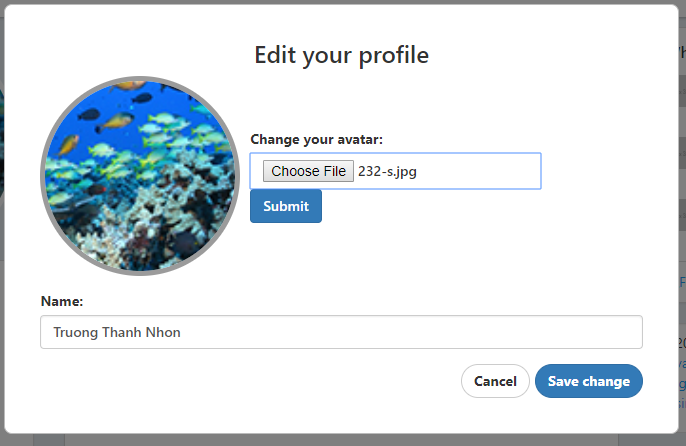 Edit your profile
Change your avatar:
Choose File 232-s.jpg
Submit
Name:
Truong Thanh Nhon
Cancel Save change